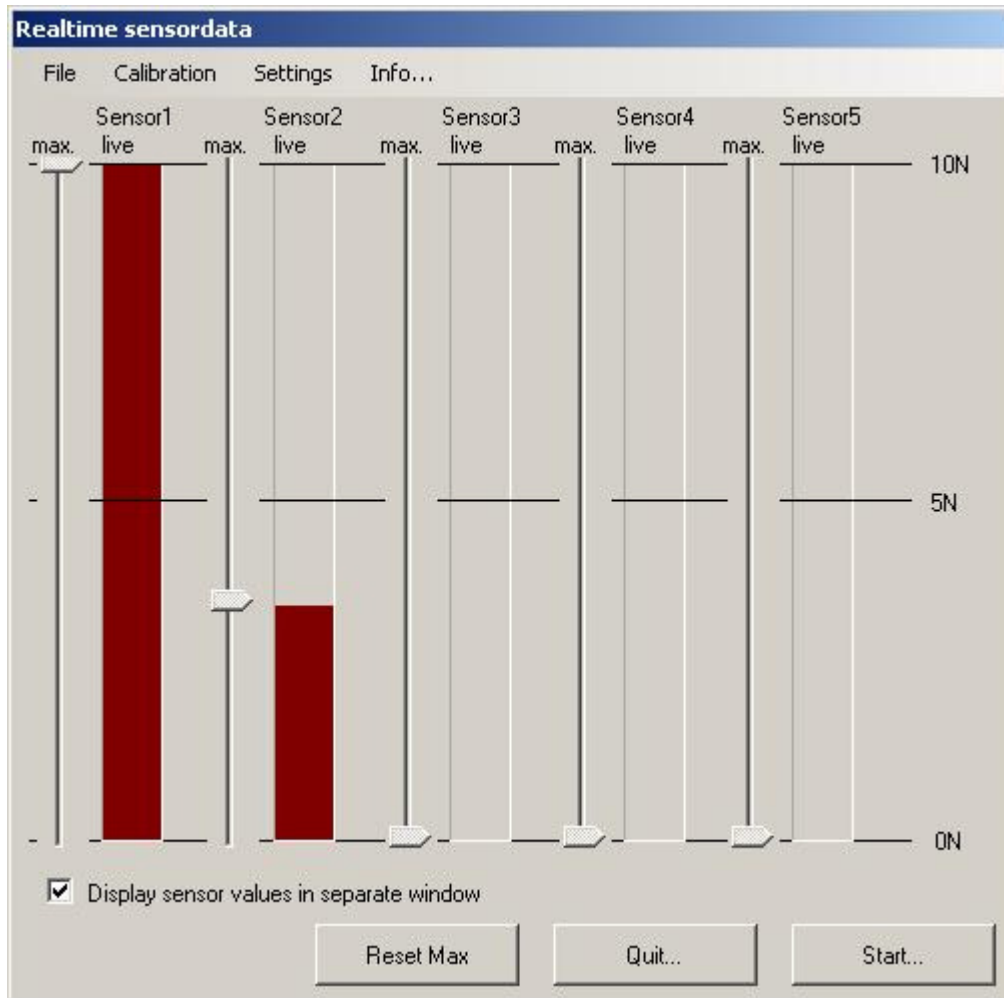 Realtime sensordata
File Calibration Settings Info...
Sensor1 Sensor2 Sensor3 Sensor4 Sensor5
max. live max. live max. live max. live max. live
10N
5N
0N
Display sensor values in separate window
Reset Max Quit... Start...